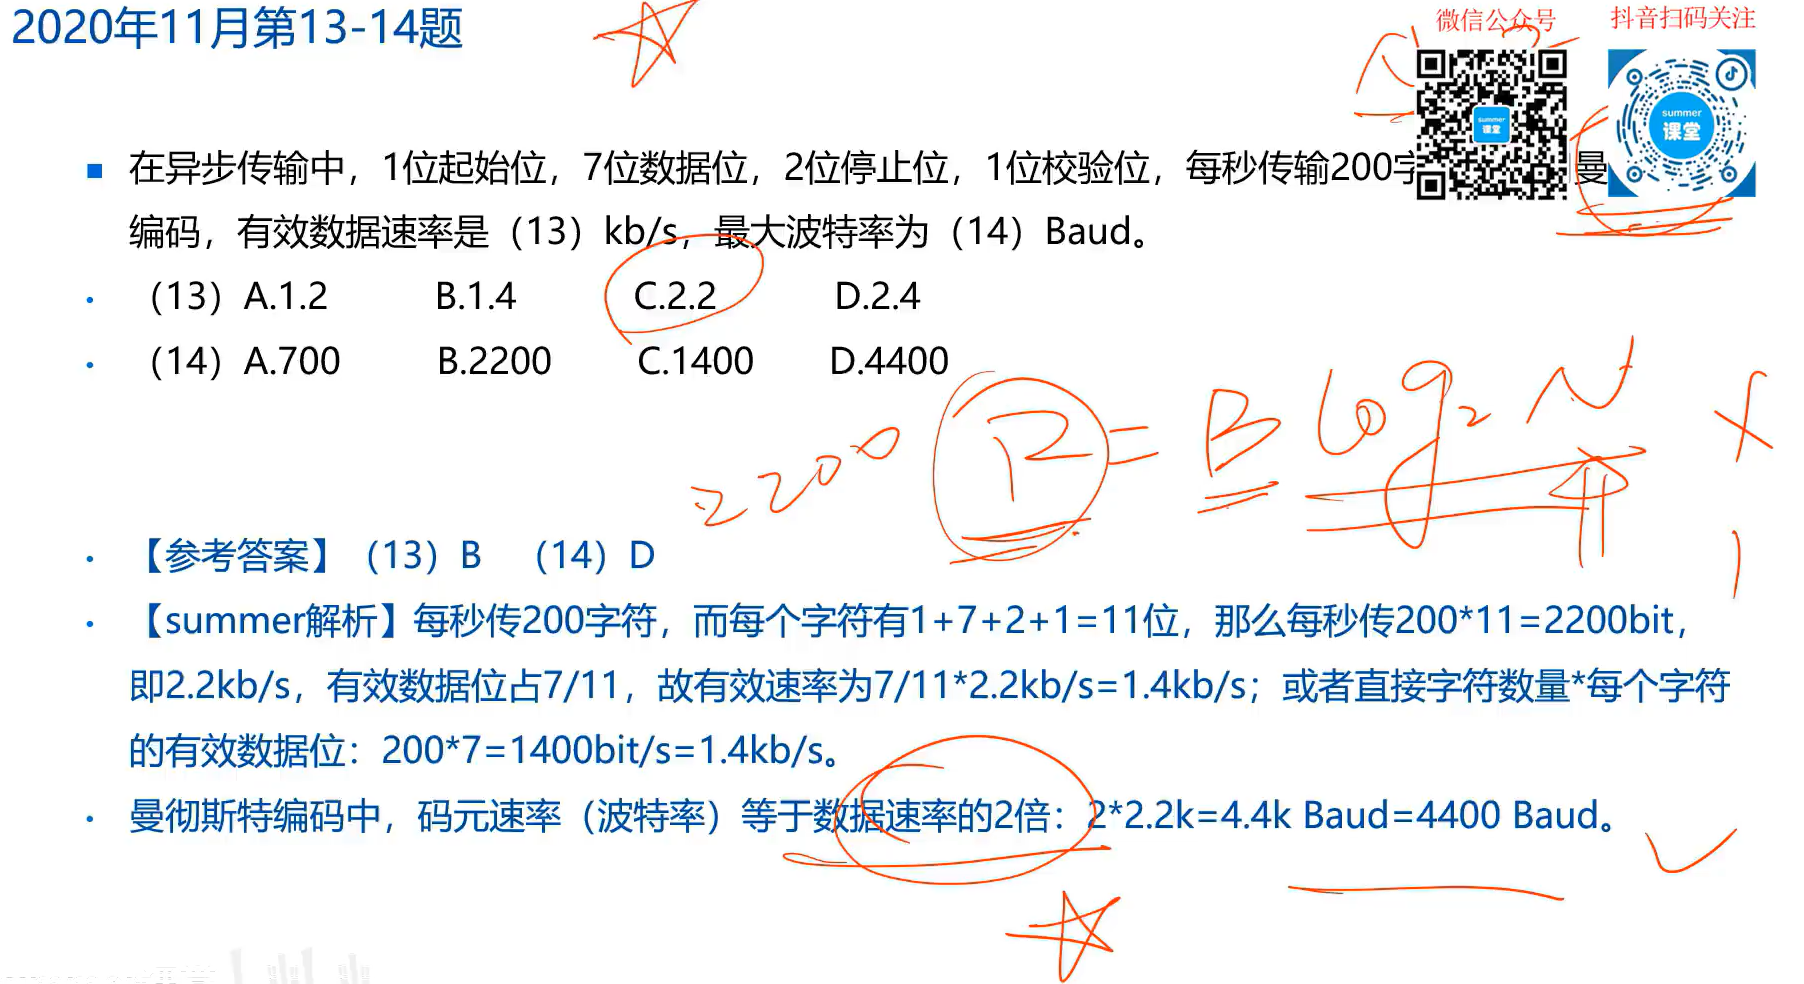 2020年11月第13-14题
微信公众号
抖音扫码关注
summer
课堂
summer
课堂
在异步传输中，1位起始位，7位数据位，2位停止位，1位校验位，每秒传输200字
曼
编码，有效数据速率是（13）kb/s，最大波特率为（14）Baud。
（13）A.1.2 B.1.4 C.2.2 D.2.4
（14）A.700 B.2200 C.1400 D.4400
2200 R = B log2 N
【参考答案】（13）B （14）D
【summer解析】每秒传200字符，而每个字符有1+7+2+1=11位，那么每秒传200*11=2200bit，
即2.2kb/s，有效数据位占7/11，故有效速率为7/11*2.2kb/s=1.4kb/s；或者直接字符数量*每个字符
的有效数据位：200*7=1400bit/s=1.4kb/s。
曼彻斯特编码中，码元速率（波特率）等于数据速率的2倍：2*2.2k=4.4k Baud=4400 Baud。